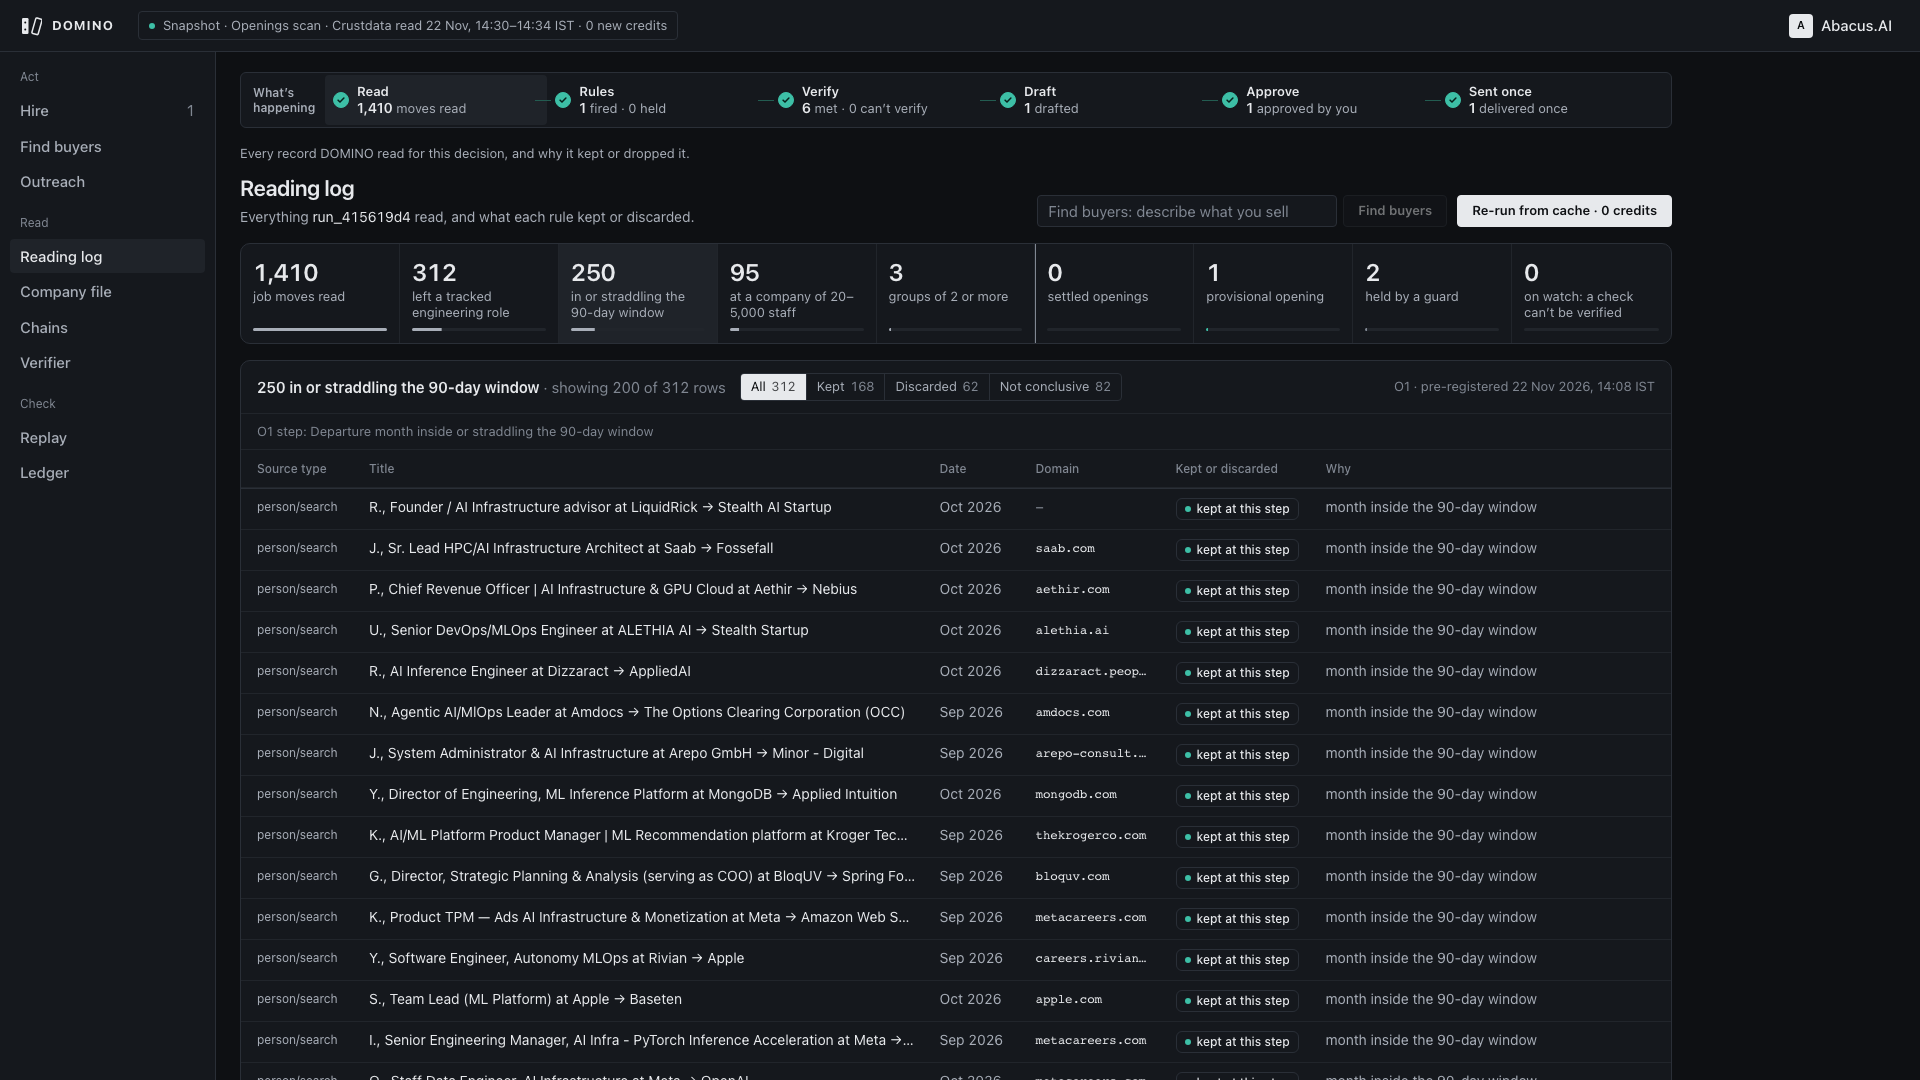 DOMINO
Snapshot · Openings scan · Crustdata read 22 Nov, 14:30–14:34 IST · 0 new credits
A Abacus.AI
Act
Hire 1
Find buyers
Outreach
Read
Reading log
Company file
Chains
Verifier
Check
Replay
Ledger
What's happening
Read
1,410 moves read
Rules
1 fired · 0 held
Verify
6 met · 0 can't verify
Draft
1 drafted
Approve
1 approved by you
Sent once
1 delivered once
Every record DOMINO read for this decision, and why it kept or dropped it.
Reading log
Everything run_415619d4 read, and what each rule kept or discarded.
Find buyers: describe what you sell
Find buyers
Re-run from cache · 0 credits
1,410
job moves read
312
left a tracked
engineering role
250
in or straddling the
90-day window
95
at a company of 20–
5,000 staff
3
groups of 2 or more
0
settled openings
1
provisional opening
2
held by a guard
0
on watch: a check
can't be verified
250 in or straddling the 90-day window · showing 200 of 312 rows
All 312
Kept 168
Discarded 62
Not conclusive 82
O1 · pre-registered 22 Nov 2026, 14:08 IST
O1 step: Departure month inside or straddling the 90-day window
Source type Title Date Domain Kept or discarded Why
person/search R., Founder / AI Infrastructure advisor at LiquidRick → Stealth AI Startup Oct 2026 – kept at this step month inside the 90-day window
person/search J., Sr. Lead HPC/AI Infrastructure Architect at Saab → Fossefall Oct 2026 saab.com kept at this step month inside the 90-day window
person/search P., Chief Revenue Officer | AI Infrastructure & GPU Cloud at Aethir → Nebius Oct 2026 aethir.com kept at this step month inside the 90-day window
person/search U., Senior DevOps/MLOps Engineer at ALETHIA AI → Stealth Startup Oct 2026 alethia.ai kept at this step month inside the 90-day window
person/search R., AI Inference Engineer at Dizzaract → AppliedAI Oct 2026 dizzaract.peop… kept at this step month inside the 90-day window
person/search N., Agentic AI/MlOps Leader at Amdocs → The Options Clearing Corporation (OCC) Sep 2026 amdocs.com kept at this step month inside the 90-day window
person/search J., System Administrator & AI Infrastructure at Arepo GmbH → Minor - Digital Sep 2026 arepo-consult.… kept at this step month inside the 90-day window
person/search Y., Director of Engineering, ML Inference Platform at MongoDB → Applied Intuition Oct 2026 mongodb.com kept at this step month inside the 90-day window
person/search K., AI/ML Platform Product Manager | ML Recommendation platform at Kroger Tec… Sep 2026 thekrogerco.com kept at this step month inside the 90-day window
person/search G., Director, Strategic Planning & Analysis (serving as COO) at BloqUV → Spring Fo… Sep 2026 bloquv.com kept at this step month inside the 90-day window
person/search K., Product TPM — Ads AI Infrastructure & Monetization at Meta → Amazon Web S… Sep 2026 metacareers.com kept at this step month inside the 90-day window
person/search Y., Software Engineer, Autonomy MLOps at Rivian → Apple Sep 2026 careers.rivian… kept at this step month inside the 90-day window
person/search S., Team Lead (ML Platform) at Apple → Baseten Oct 2026 apple.com kept at this step month inside the 90-day window
person/search I., Senior Engineering Manager, AI Infra - PyTorch Inference Acceleration at Meta →… Sep 2026 metacareers.com kept at this step month inside the 90-day window